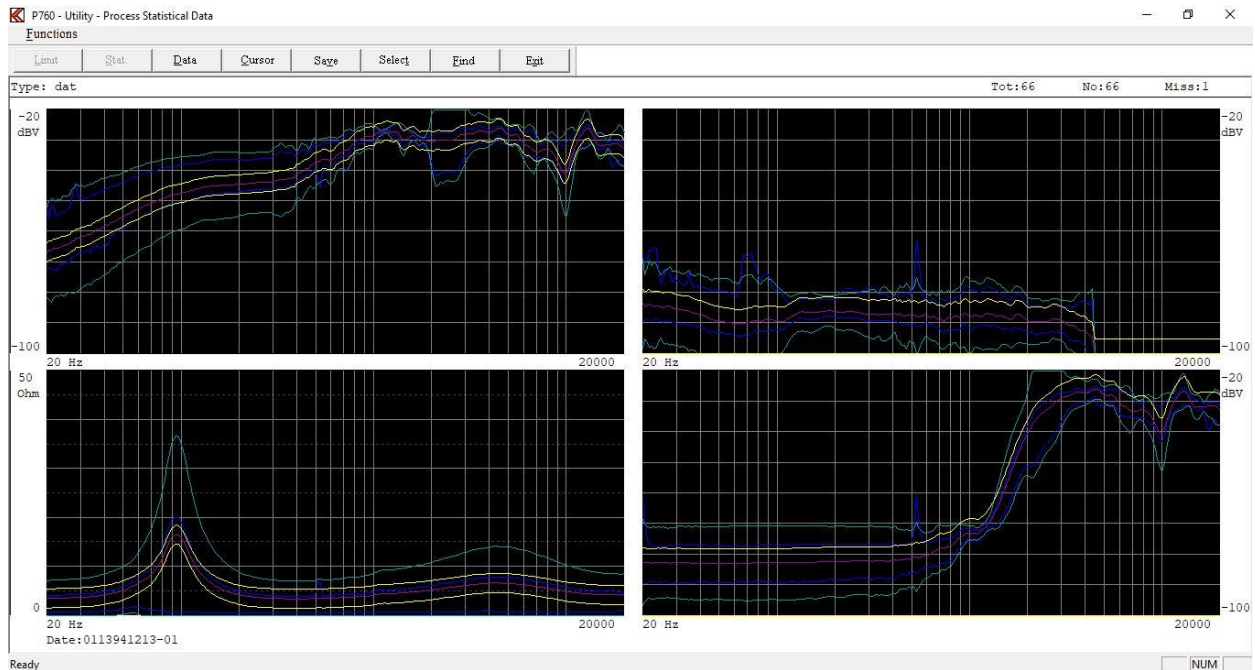 P760 - Utility - Process Statistical Data
Functions
Limit Stat. Data Cursor Save Select Find Exit
Type: dat Tot:66 No:66 Miss:1
-20 -20
dBV dBV
-100 -100
20 Hz 20000 20 Hz 20000
50 -20
Ohm dBV
0 -100
20 Hz 20000 20 Hz 20000
Date:0113941213-01
Ready NUM